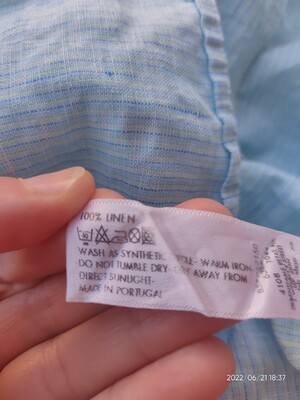 100% LINEN
WASH AS SYNTHETIC - WARM IRON
DO NOT TUMBLE DRY - AWAY FROM
DIRECT SUNLIGHT-
MADE IN PORTUGAL
2022/06/21 18:37